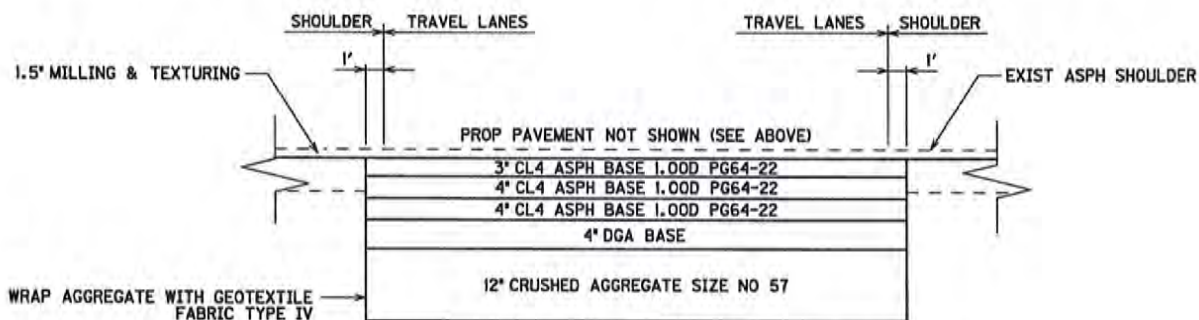 SHOULDER TRAVEL LANES TRAVEL LANES SHOULDER
1' 1'
1.5" MILLING & TEXTURING EXIST ASPH SHOULDER
PROP PAVEMENT NOT SHOWN (SEE ABOVE)
3" CL4 ASPH BASE 1.00D PG64-22
4" CL4 ASPH BASE 1.00D PG64-22
4" CL4 ASPH BASE 1.00D PG64-22
4" DGA BASE
12" CRUSHED AGGREGATE SIZE NO 57
WRAP AGGREGATE WITH GEOTEXTILE
FABRIC TYPE IV